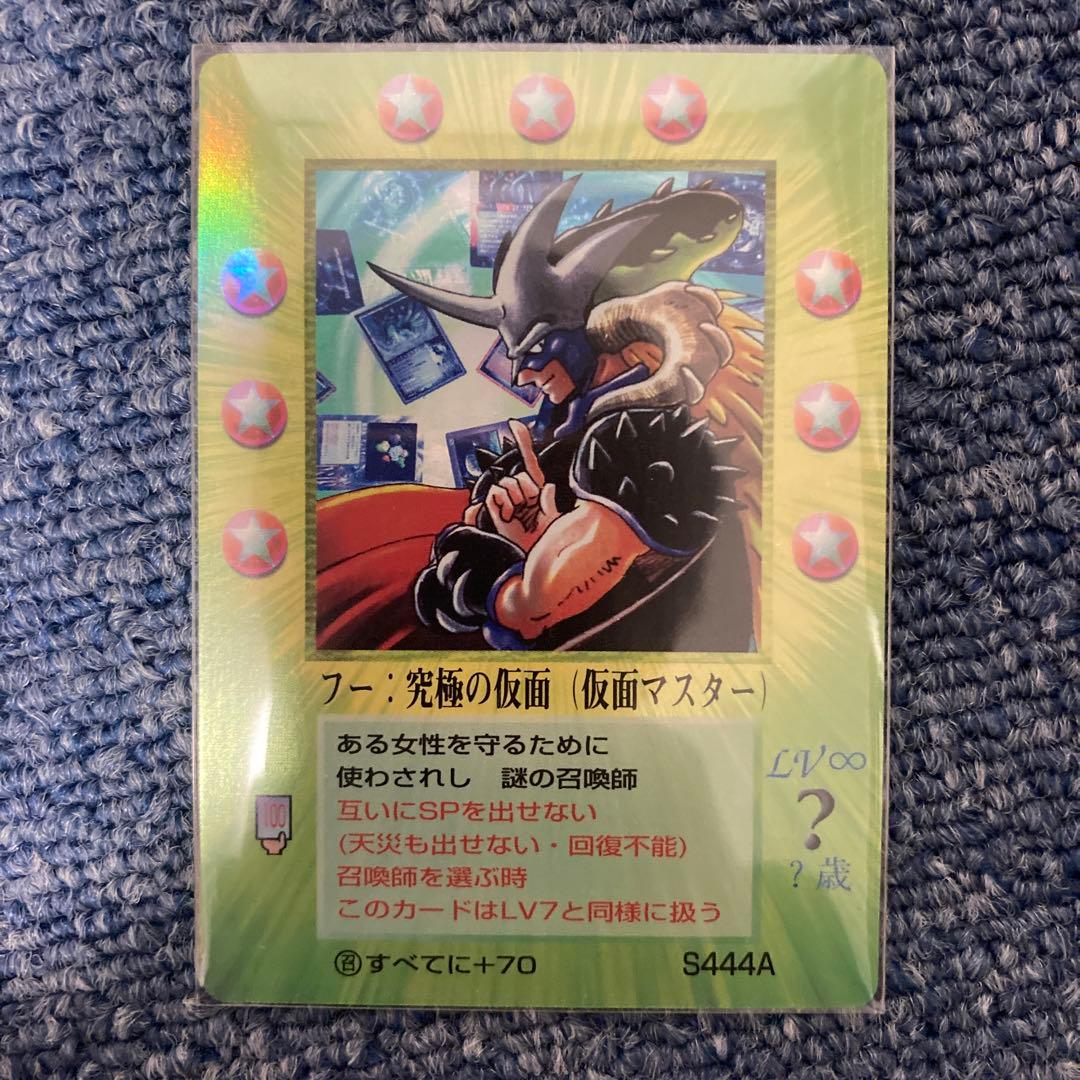 フー：究極の仮面（仮面マスター）
ある女性を守るために
使わされし　謎の召喚師
互いにSPを出せない
(天災も出せない・回復不能)
召喚師を選ぶ時
このカードはLV7と同様に扱う
LV∞
?
?歳
100
㊁すべてに+70
S444A